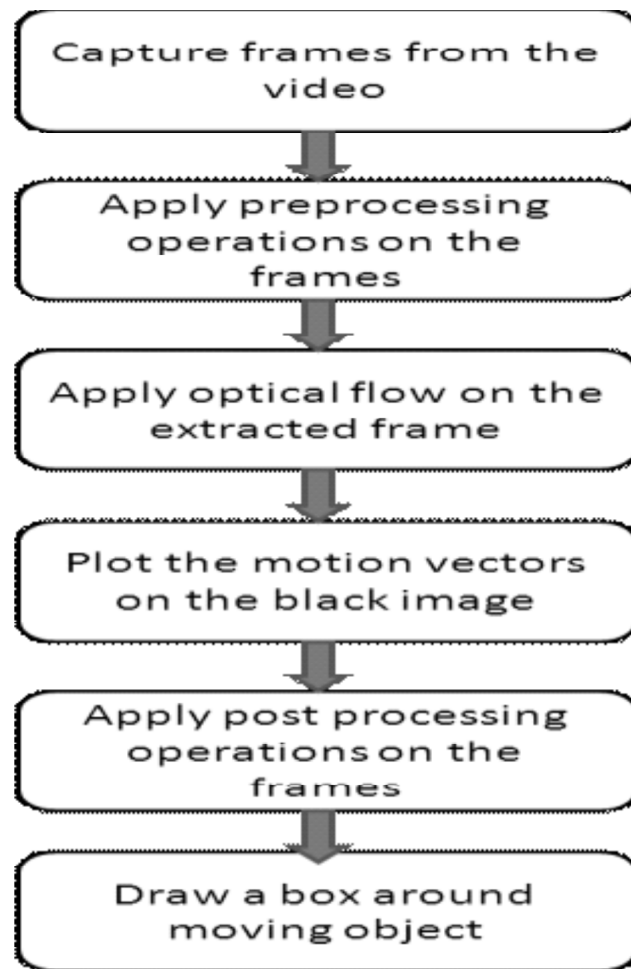 Capture frames from the
video
Apply preprocessing
operations on the
frames
Apply optical flow on the
extracted frame
Plot the motion vectors
on the black image
Apply post processing
operations on the
frames
Draw a box around
moving object